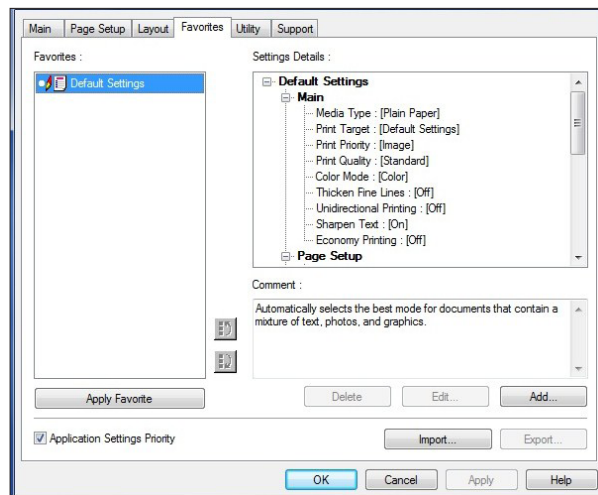 Main Page Setup Layout Favorites Utility Support
Favorites :
Default Settings
Apply Favorite
Settings Details :
Default Settings
Main
Media Type : [Plain Paper]
Print Target : [Default Settings]
Print Priority : [Image]
Print Quality : [Standard]
Color Mode : [Color]
Thicken Fine Lines : [Off]
Unidirectional Printing : [Off]
Sharpen Text : [On]
Economy Printing : [Off]
Page Setup
Comment :
Automatically selects the best mode for documents that contain a
mixture of text, photos, and graphics.
Delete Edit... Add...
Application Settings Priority
Import... Export...
OK Cancel Apply Help